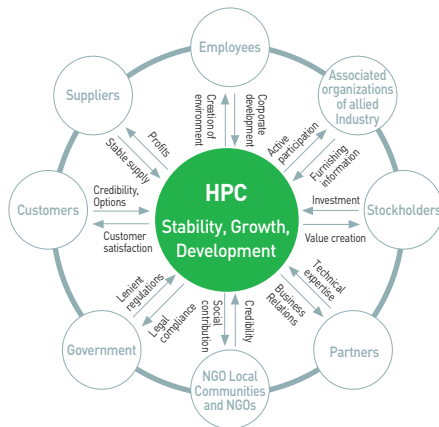 Employees
Suppliers
Associated
organizations
of allied
Industry
Creation of
environment
Corporate
development
Profits
Stable supply
Active
participation
Furnishing
information
Customers
Credibility,
Options
Customer
satisfaction
HPC
Stability, Growth,
Development
Investment
Value creation
Stockholders
Lenient
regulations
Legal
compliance
Social
contribution
Credibility
Technical
expertise
Business
Relations
Government
Partners
NGO Local
Communities
and NGOs